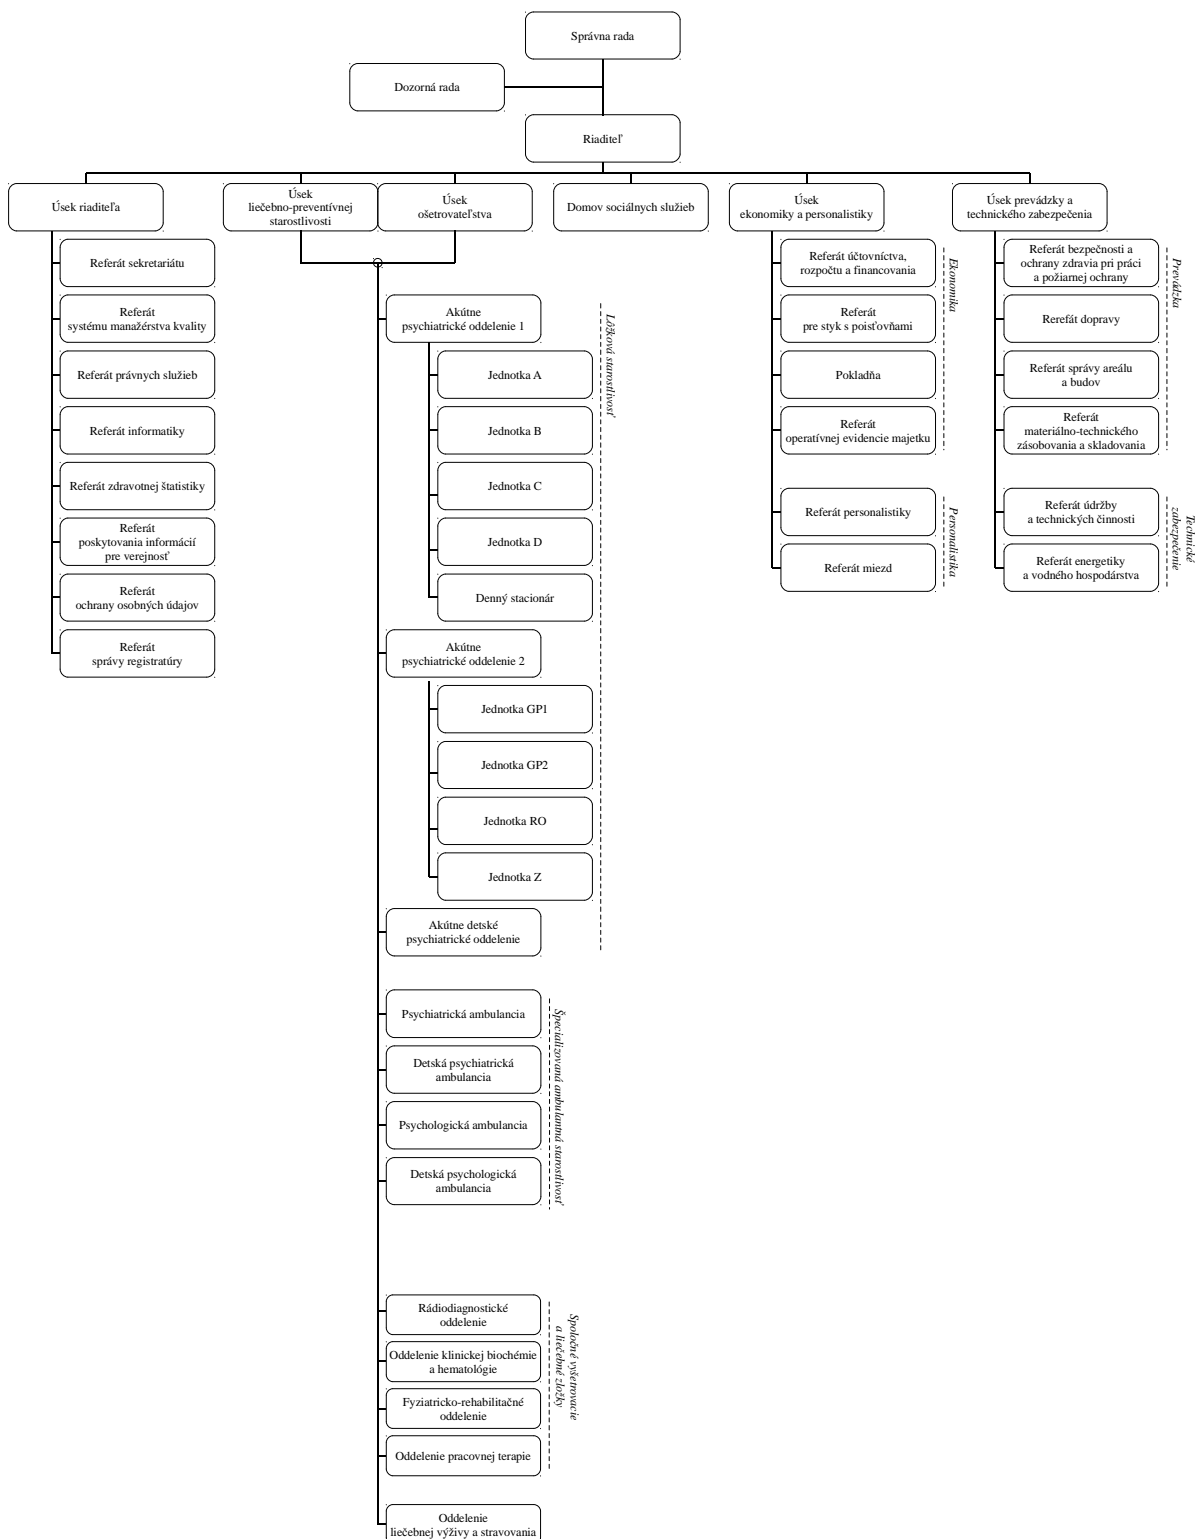 Správna rada
Dozorná rada
Riaditeľ
Úsek riaditeľa
Úsek
liečebno-preventívnej
starostlivosti
Úsek
ošetrovateľstva
Domov sociálnych služieb
Úsek
ekonomiky a personalistiky
Úsek prevádzky a
technického zabezpečenia
Referát sekretariátu
Referát
systému manažérstva kvality
Referát právnych služieb
Referát informatiky
Referát zdravotnej štatistiky
Referát
poskytovania informácií
pre verejnosť
Referát
ochrany osobných údajov
Referát
správy registratúry
Akútne
psychiatrické oddelenie 1
Jednotka A
Jednotka B
Jednotka C
Jednotka D
Denný stacionár
Akútne
psychiatrické oddelenie 2
Jednotka GP1
Jednotka GP2
Jednotka RO
Jednotka Z
Akútne detské
psychiatrické oddelenie
Lôžková starostlivosť
Psychiatrická ambulancia
Detská psychiatrická
ambulancia
Psychologická ambulancia
Detská psychologická
ambulancia
Špecializovaná ambulantná starostlivosť
Rádiodiagnostické
oddelenie
Oddelenie klinickej biochémie
a hematológie
Fyziatricko-rehabilitačné
oddelenie
Oddelenie pracovnej terapie
Spoločné vyšetrovacie
a liečebné zložky
Oddelenie
liečebnej výživy a stravovania
Referát účtovníctva,
rozpočtu a financovania
Referát
pre styk s poisťovňami
Pokladňa
Referát
operatívnej evidencie majetku
Ekonomika
Referát personalistiky
Referát miezd
Personalistika
Referát bezpečnosti a
ochrany zdravia pri práci
a požiarnej ochrany
Rerefát dopravy
Referát správy areálu
a budov
Referát
materiálno-technického
zásobovania a skladovania
Prevádzka
Referát údržby
a technických činnosti
Referát energetiky
a vodného hospodárstva
Technické
zabezpečenie